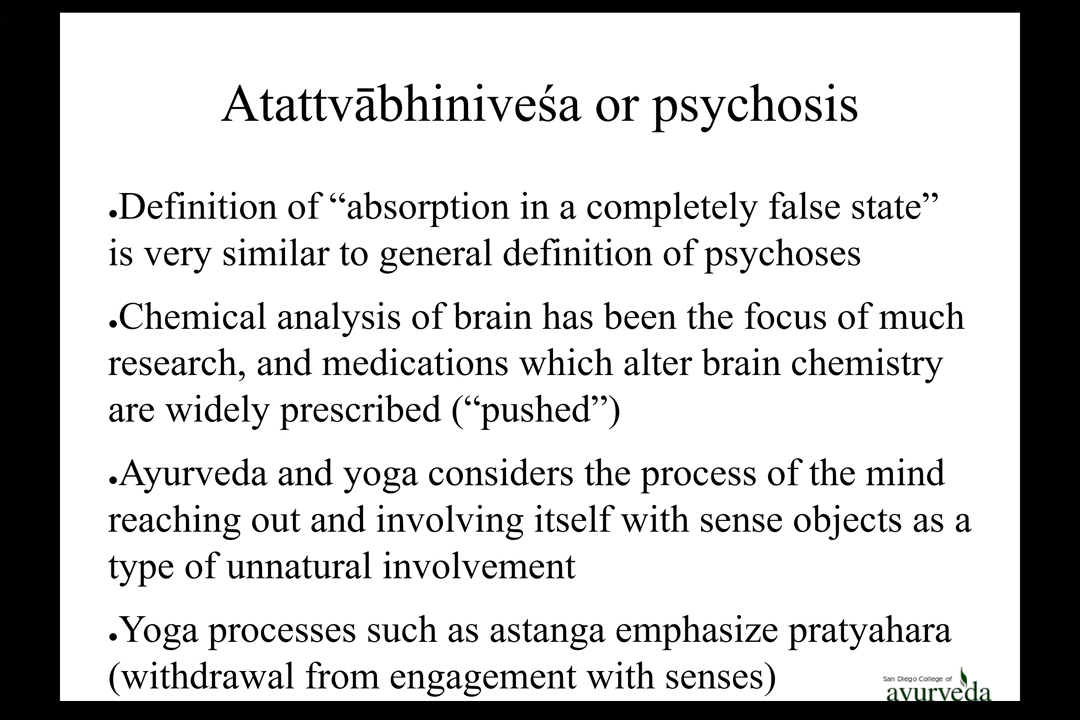 Atattvābhiniveśa or psychosis
●Definition of “absorption in a completely false state”
is very similar to general definition of psychoses
●Chemical analysis of brain has been the focus of much
research, and medications which alter brain chemistry
are widely prescribed (“pushed”)
●Ayurveda and yoga considers the process of the mind
reaching out and involving itself with sense objects as a
type of unnatural involvement
●Yoga processes such as astanga emphasize pratyahara
(withdrawal from engagement with senses)
San Diego College of
ayurveda